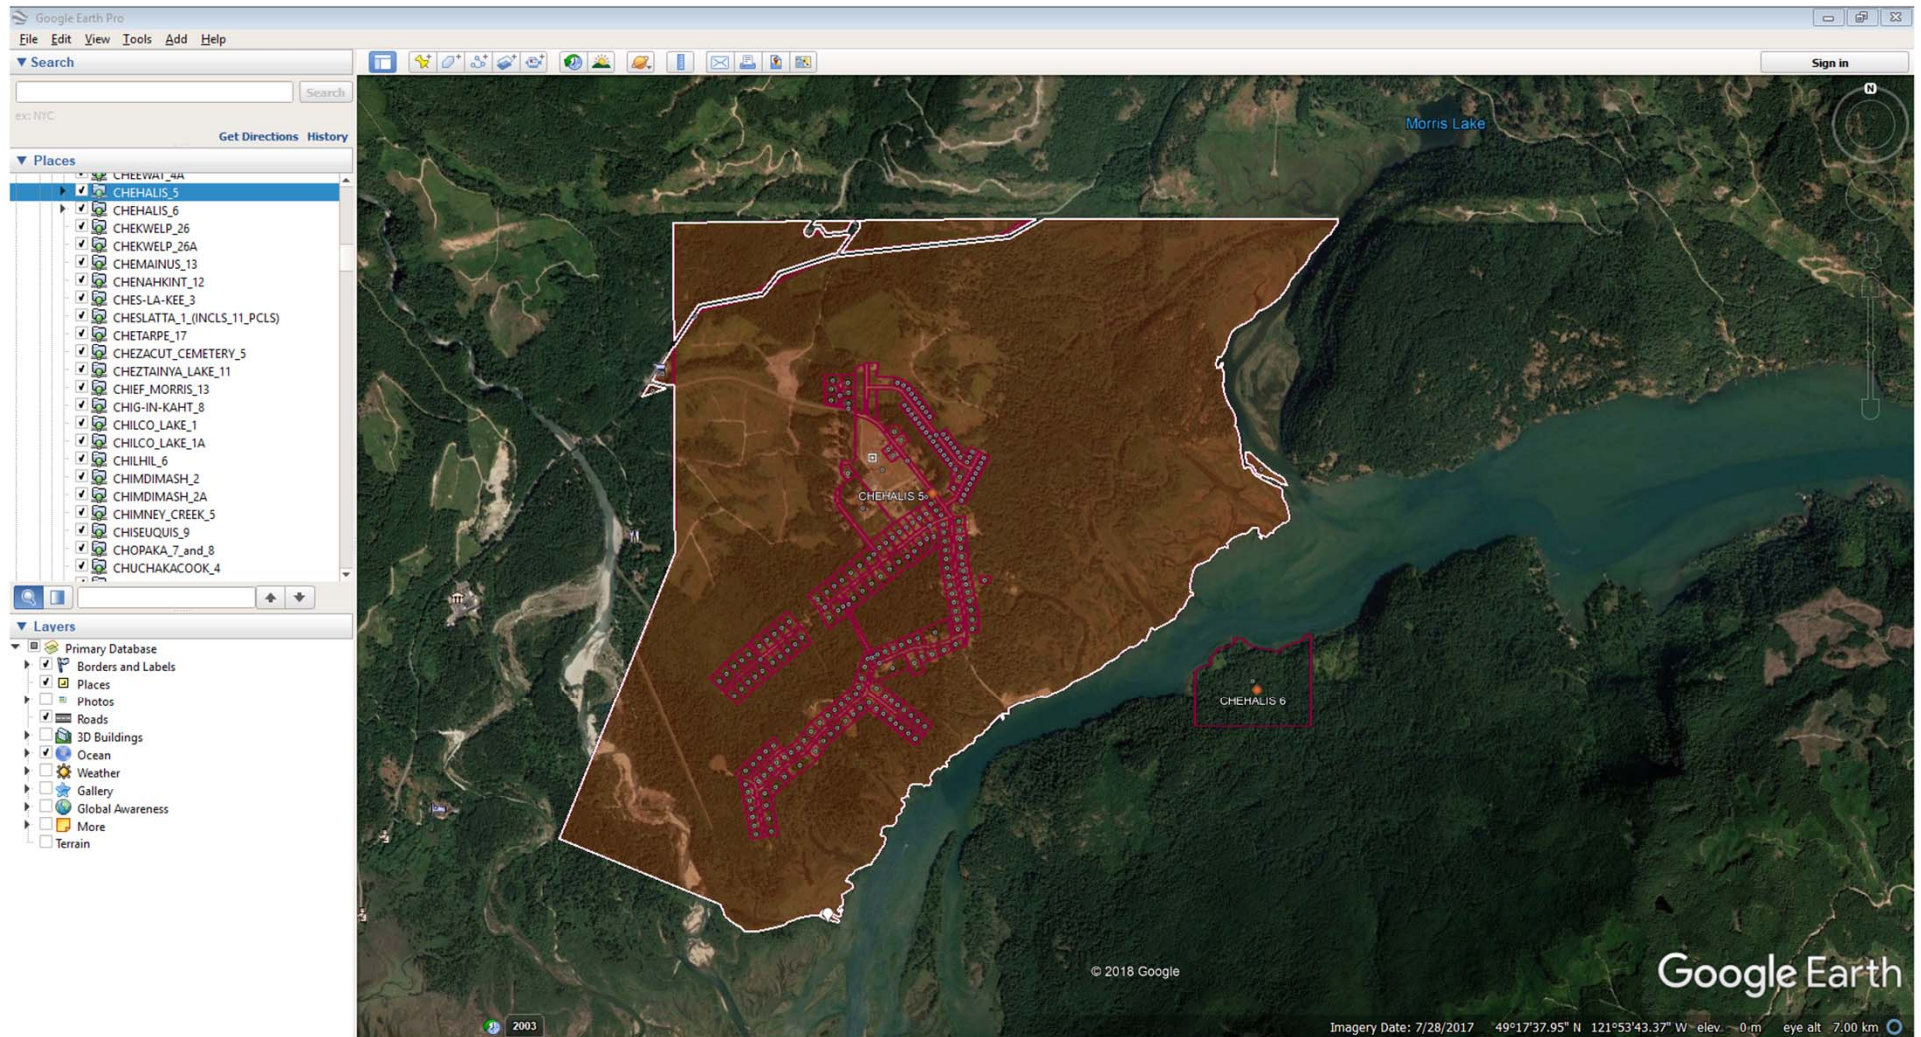 Google Earth Pro
File Edit View Tools Add Help
Search
Sign in
Search
ex: NYC
Get Directions History
Places
CHEEWAT_4A
CHEHALIS_5
CHEHALIS_6
CHEKWELP_26
CHEKWELP_26A
CHEMAINUS_13
CHENAHKINT_12
CHES-LA-KEE_3
CHESLATTA_1_(INCLS_11_PCLS)
CHETARPE_17
CHEZACUT_CEMETERY_5
CHEZTAINYA_LAKE_11
CHIEF_MORRIS_13
CHIG-IN-KAHT_8
CHILCO_LAKE_1
CHILCO_LAKE_1A
CHILHIL_6
CHIMDIMASH_2
CHIMDIMASH_2A
CHIMNEY_CREEK_5
CHISEUQUIS_9
CHOPAKA_7_and_8
CHUCHAKACOOK_4
Layers
Primary Database
Borders and Labels
Places
Photos
Roads
3D Buildings
Ocean
Weather
Gallery
Global Awareness
More
Terrain
Morris Lake
N
CHEHALIS 5
CHEHALIS 6
© 2018 Google
Google Earth
2003
Imagery Date: 7/28/2017 49°17'37.95" N 121°53'43.37" W elev 0 m eye alt 7.00 km